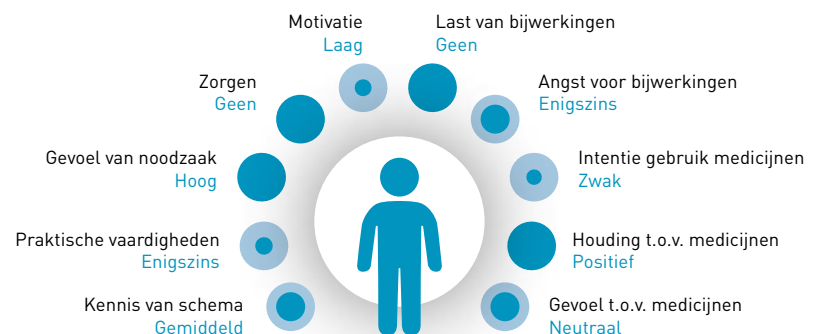 Motivatie
Laag
Last van bijwerkingen
Geen
Zorgen
Geen
Angst voor bijwerkingen
Enigszins
Gevoel van noodzaak
Hoog
Intentie gebruik medicijnen
Zwak
Praktische vaardigheden
Enigszins
Houding t.o.v. medicijnen
Positief
Kennis van schema
Gemiddeld
Gevoel t.o.v. medicijnen
Neutraal